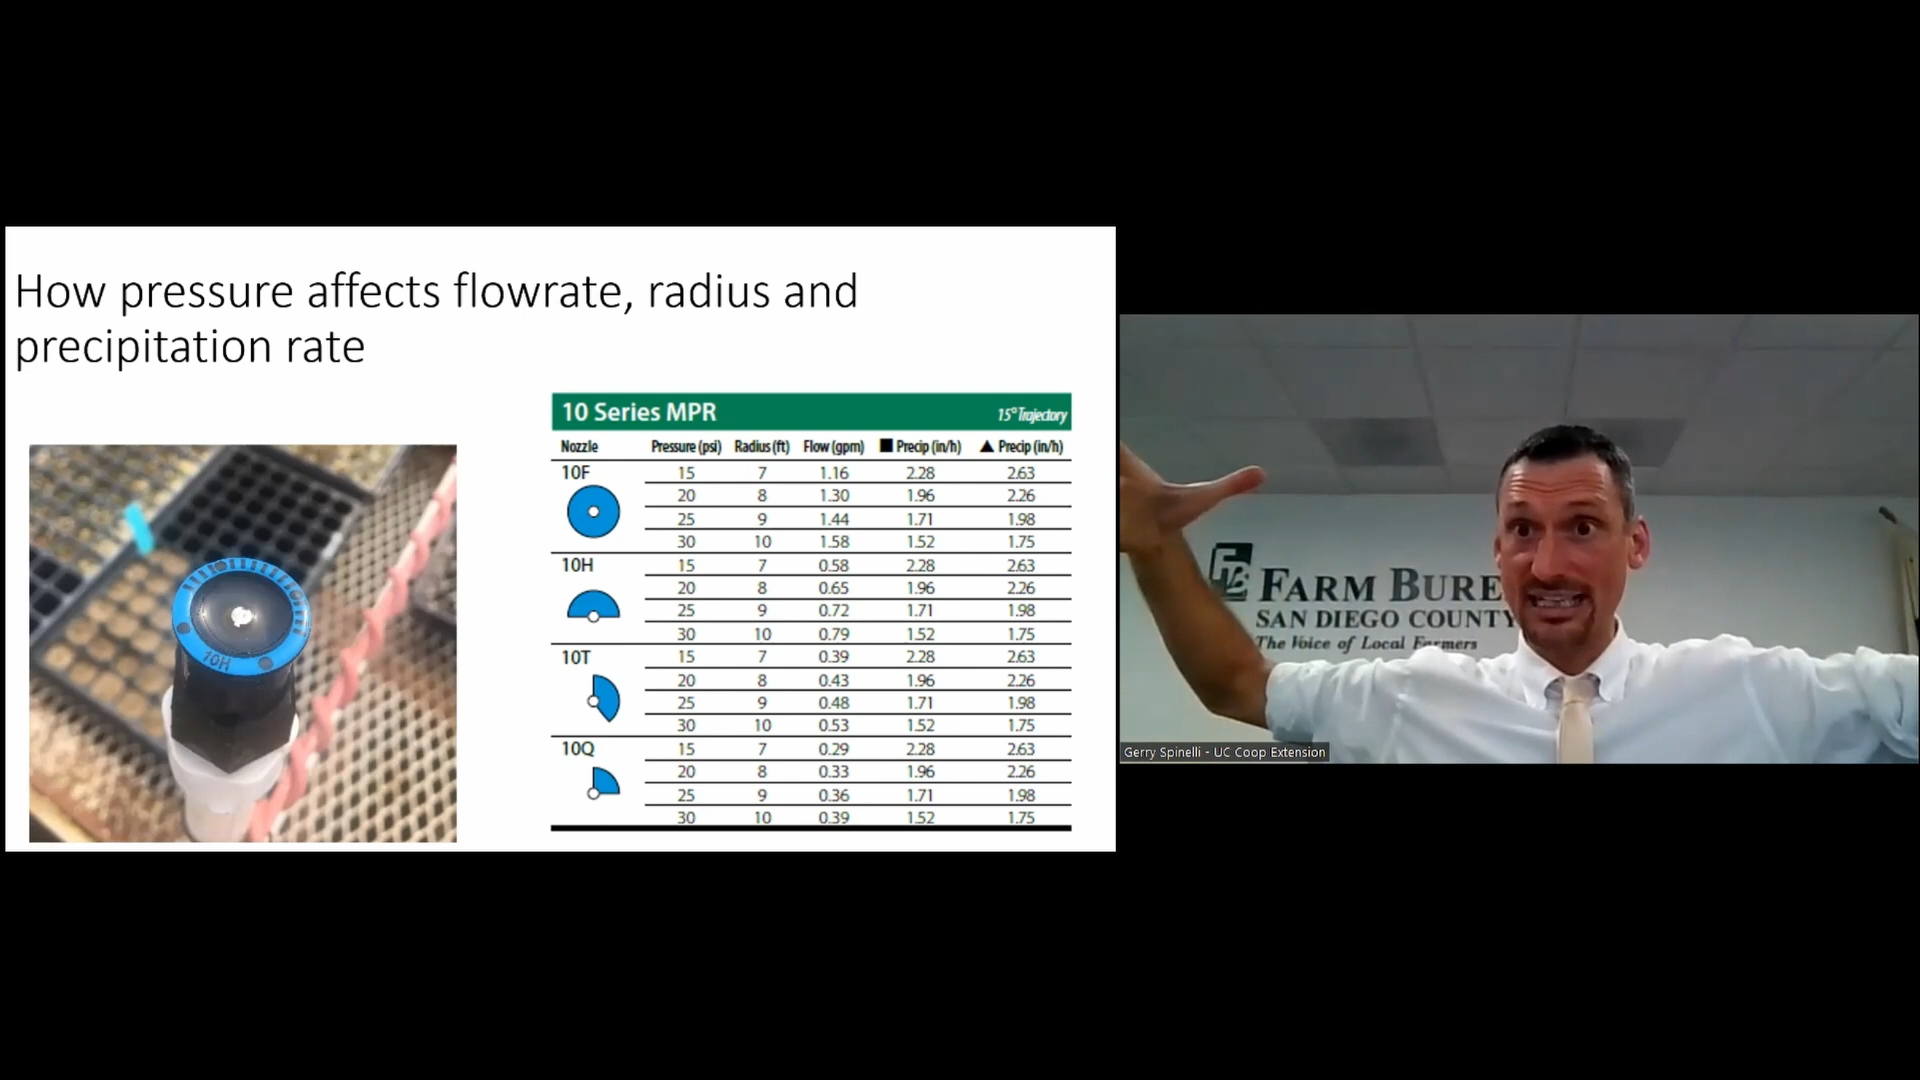 How pressure affects flowrate, radius and
precipitation rate
10H
10 Series MPR 15° Trajectory
Nozzle Pressure (psi) Radius (ft) Flow (gpm) ■ Precip (in/h) ▲ Precip (in/h)
10F 15 7 1.16 2.28 2.63
20 8 1.30 1.96 2.26
25 9 1.44 1.71 1.98
30 10 1.58 1.52 1.75
10H 15 7 0.58 2.28 2.63
20 8 0.65 1.96 2.26
25 9 0.72 1.71 1.98
30 10 0.79 1.52 1.75
10T 15 7 0.39 2.28 2.63
20 8 0.43 1.96 2.26
25 9 0.48 1.71 1.98
30 10 0.53 1.52 1.75
10Q 15 7 0.29 2.28 2.63
20 8 0.33 1.96 2.26
25 9 0.36 1.71 1.98
30 10 0.39 1.52 1.75
FB
FARM BURE
SAN DIEGO COUNTY
The Voice of Local Farmers
Gerry Spinelli - UC Coop Extension